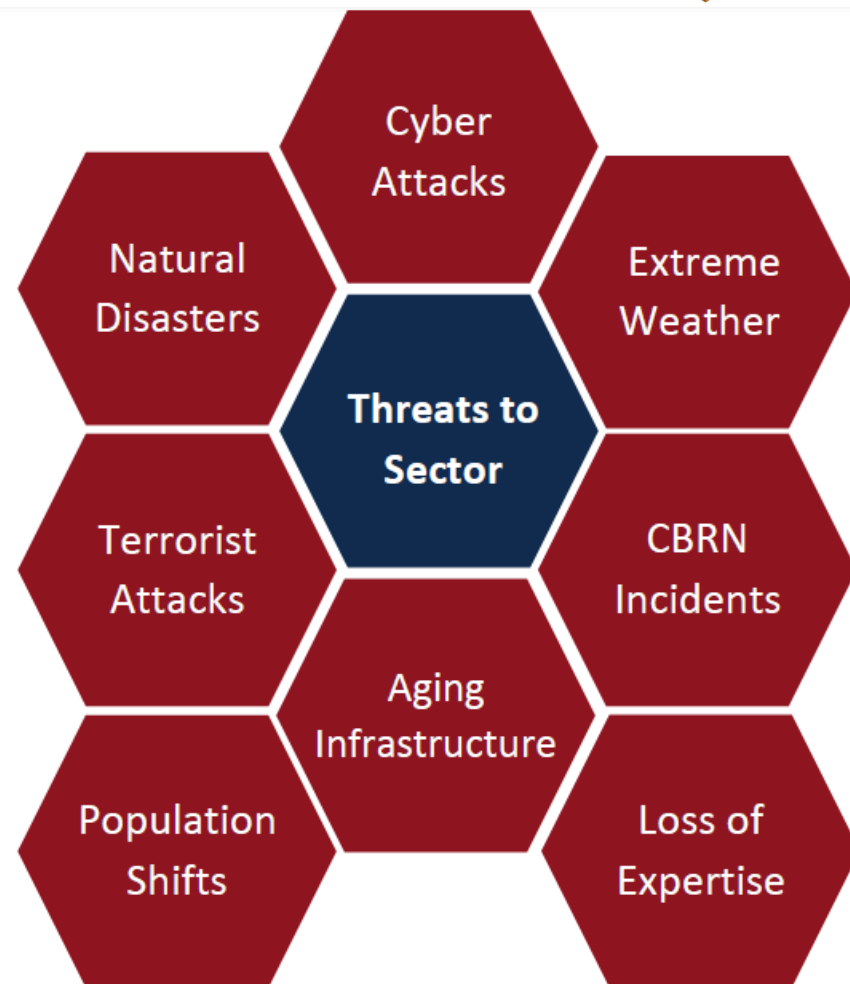 Cyber
Attacks
Natural
Disasters
Extreme
Weather
Threats to
Sector
Terrorist
Attacks
CBRN
Incidents
Aging
Infrastructure
Population
Shifts
Loss of
Expertise